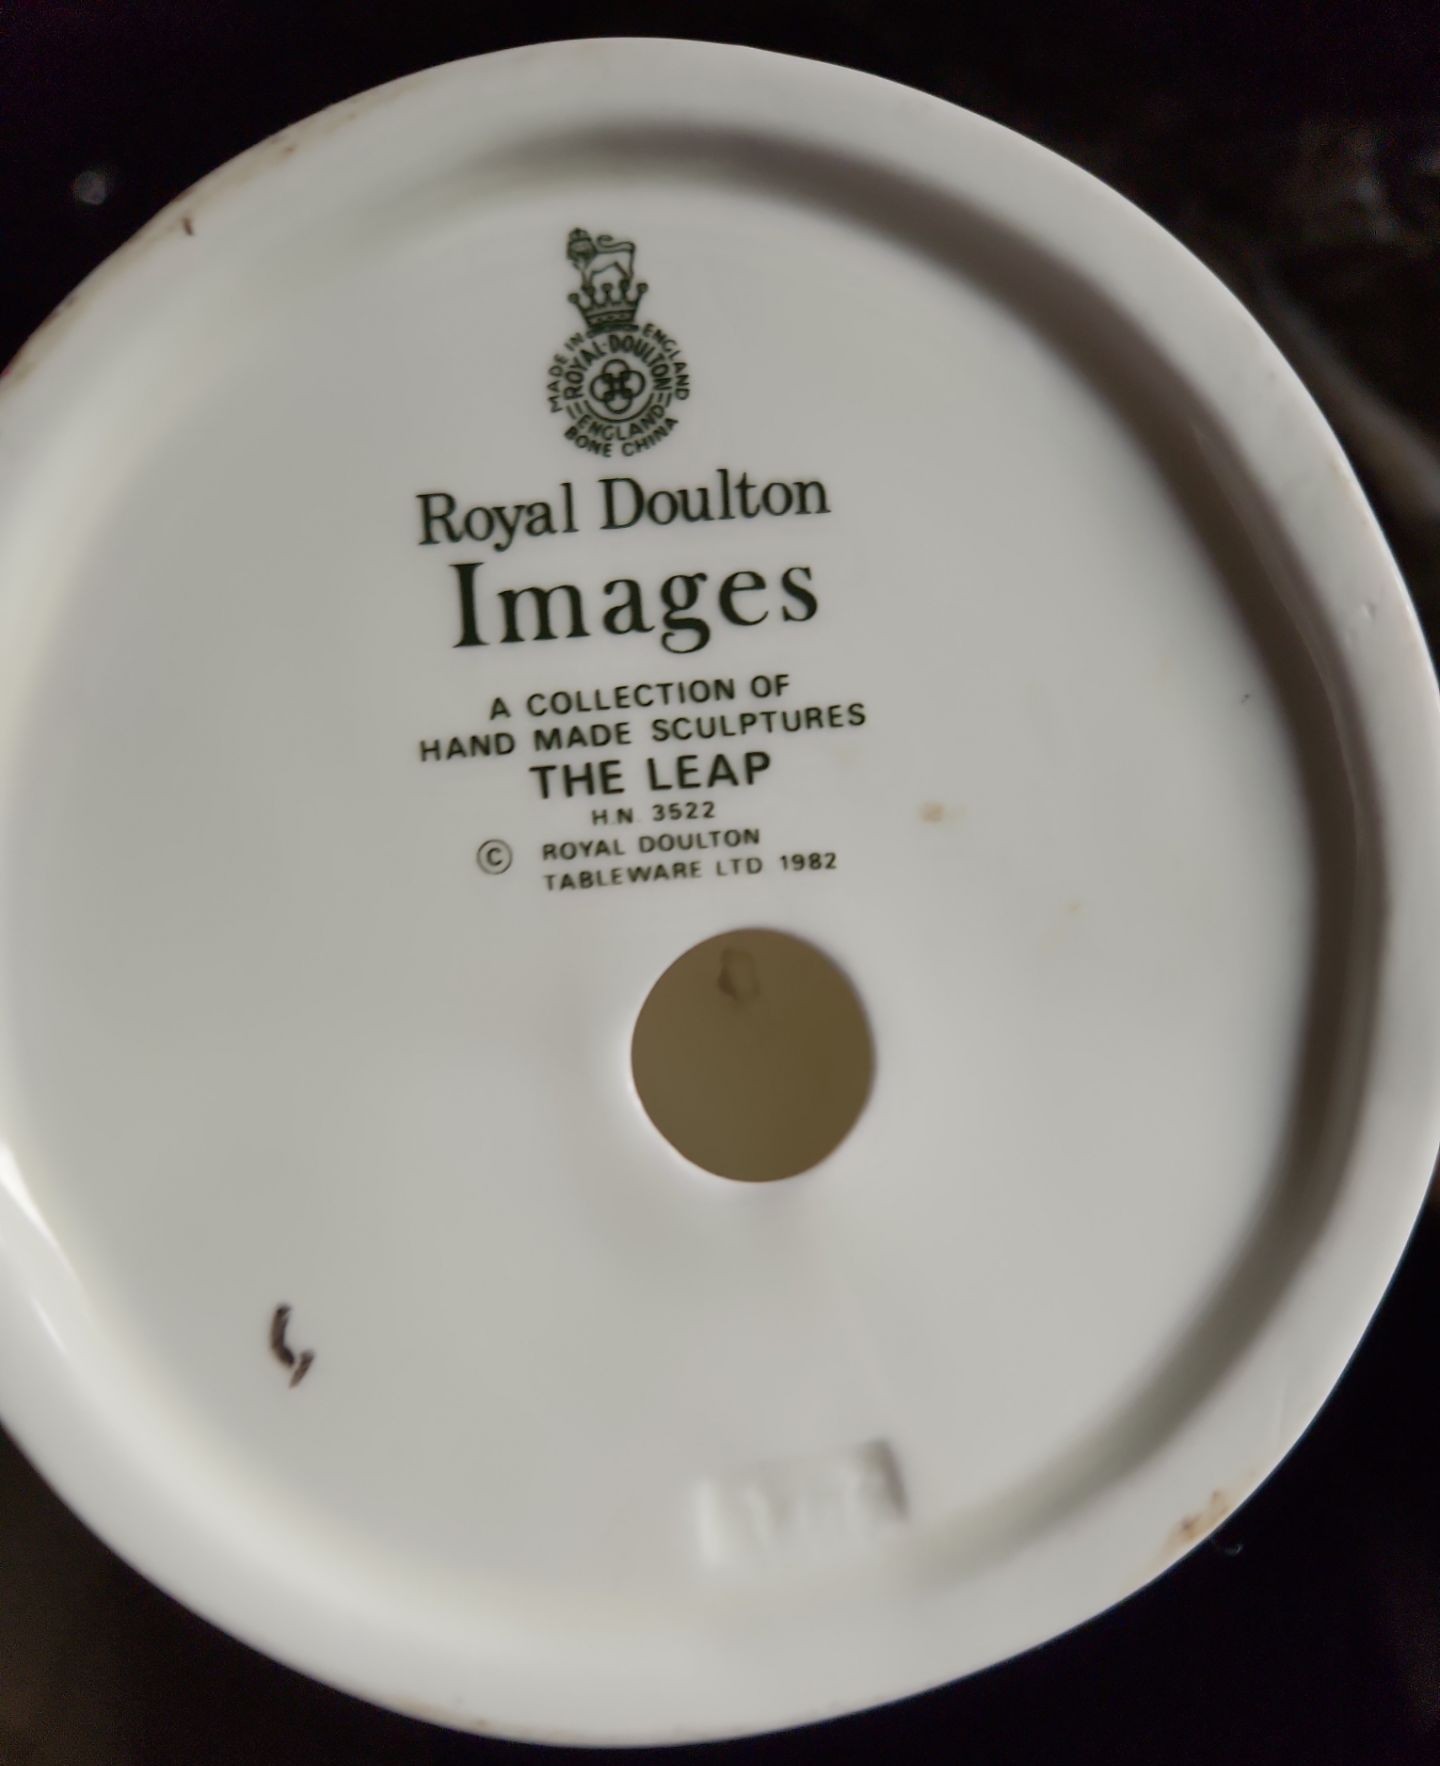 MADE IN ENGLAND
ROYAL·DOULTON
ENGLAND
BONE CHINA
Royal Doulton
Images
A COLLECTION OF
HAND MADE SCULPTURES
THE LEAP
H.N. 3522
© ROYAL DOULTON
TABLEWARE LTD 1982